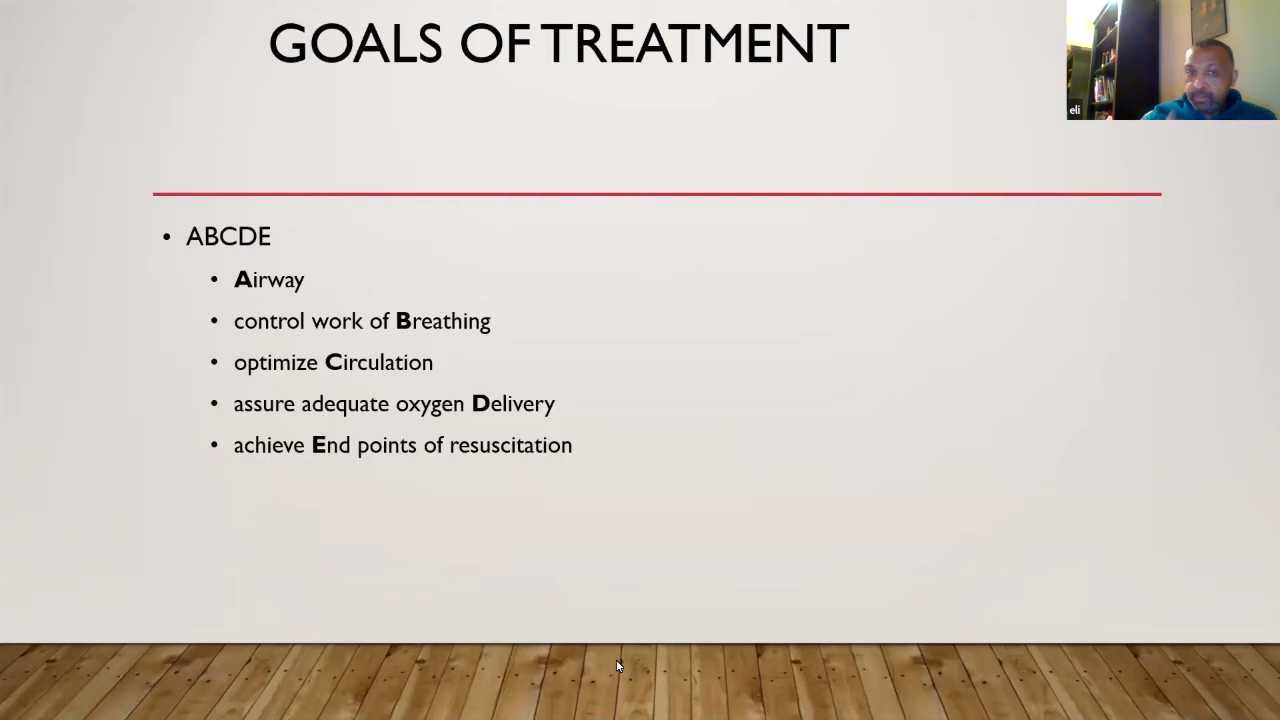 GOALS OF TREATMENT
eli
• ABCDE
• Airway
• control work of Breathing
• optimize Circulation
• assure adequate oxygen Delivery
• achieve End points of resuscitation